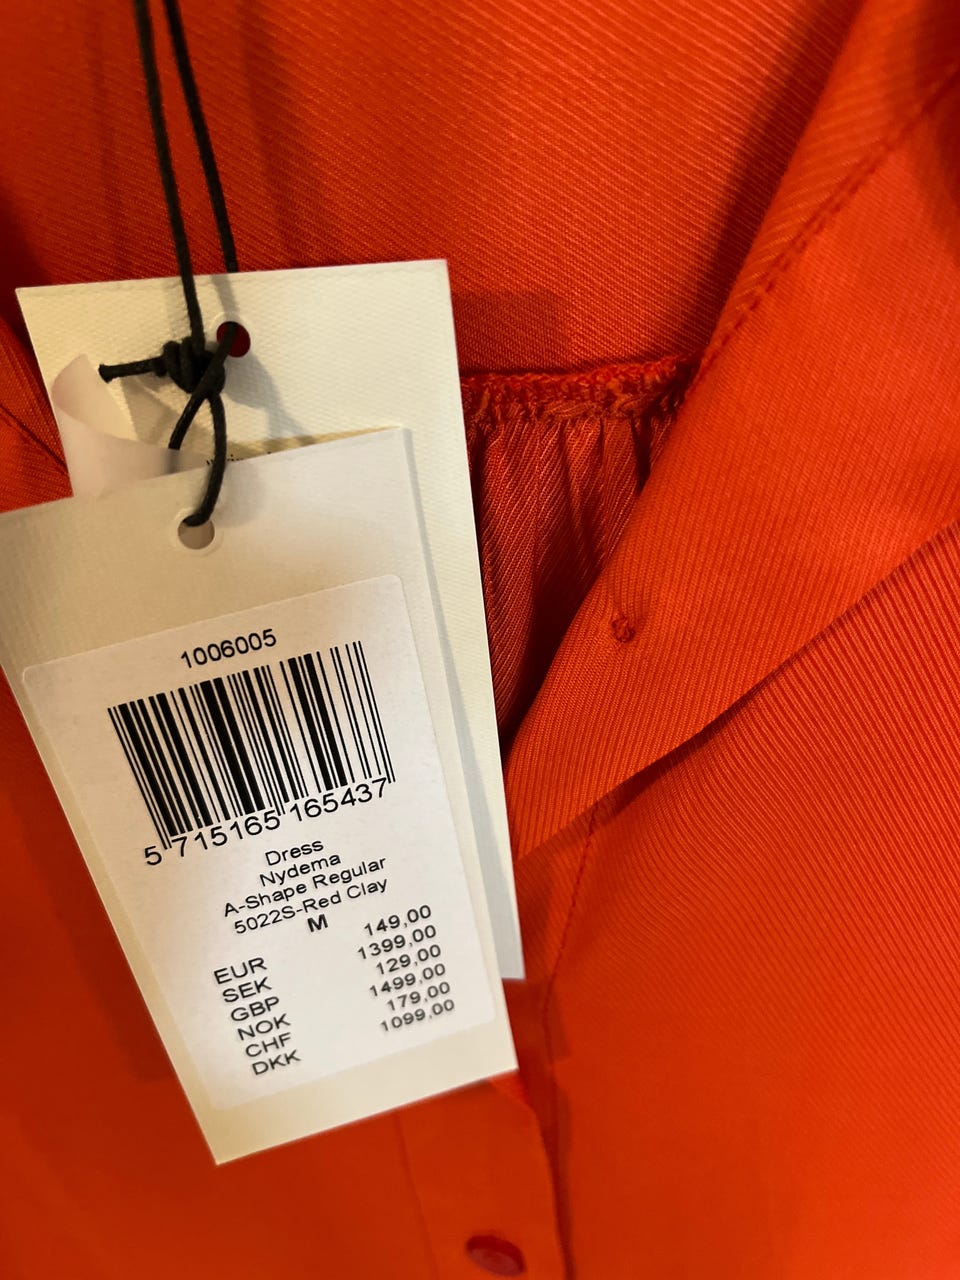 1006005
5 715165 165437
Dress
Nydema
A-Shape Regular
5022S-Red Clay
M
EUR 149,00
SEK 1399,00
GBP 129,00
NOK 1499,00
CHF 179,00
DKK 1099,00